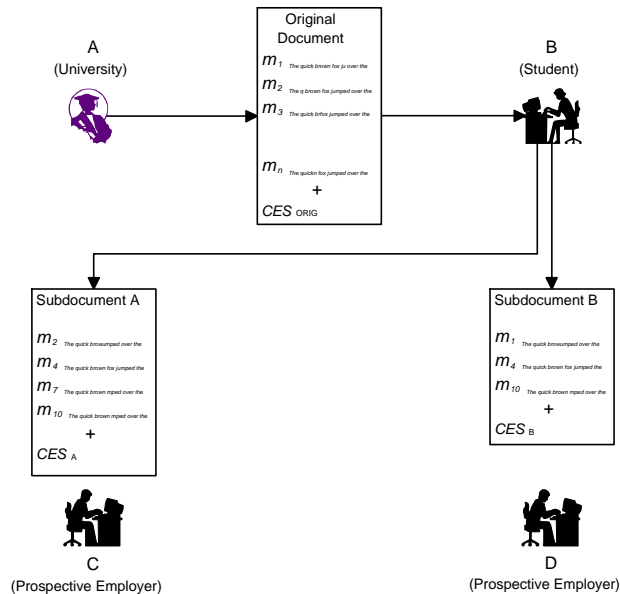 Original
Document
A
(University)
B
(Student)
m1 The quick brown fox ju over the
m2 The q brown fox jumped over the
m3 The quick brfox jumped over the
mn The quickn fox jumped over the
+
CES ORIG
Subdocument A
m2 The quick browumped over the
m4 The quick brown fox jumped the
m7 The quick brown mped over the
m10 The quick brown mped over the
+
CES A
Subdocument B
m1 The quick browumped over the
m4 The quick brown fox jumped the
m10 The quick brown mped over the
+
CES B
C
(Prospective Employer)
D
(Prospective Employer)